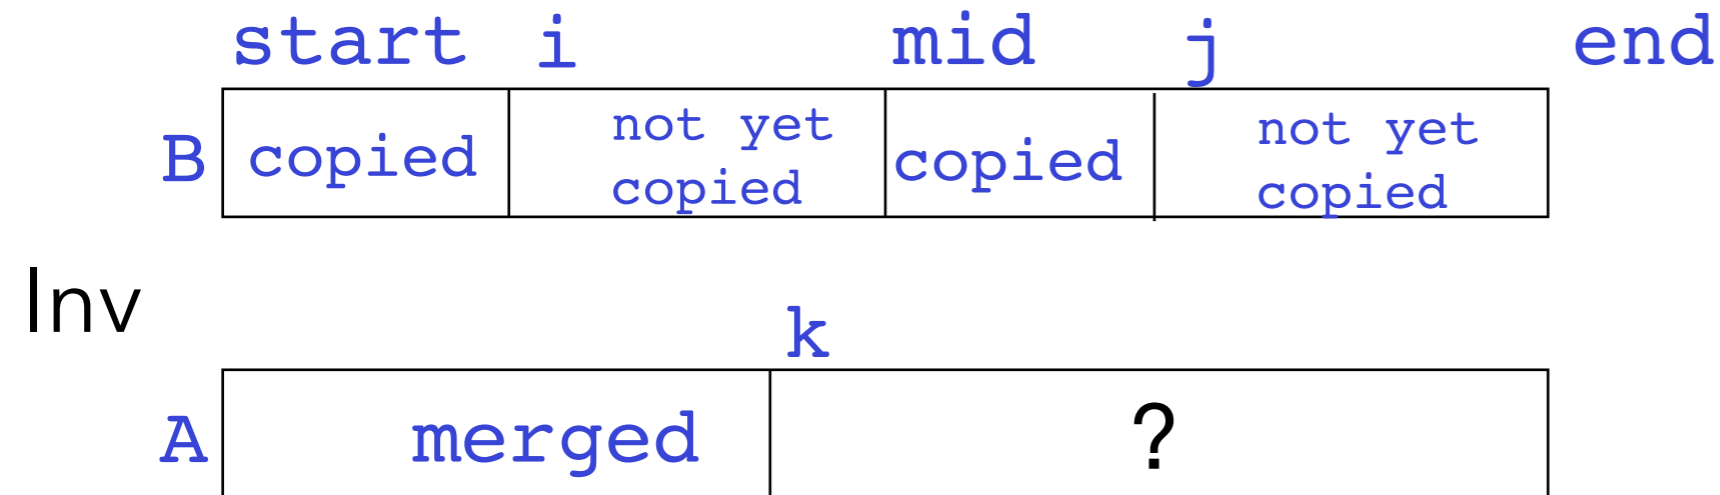 start i mid j end
B copied not yet copied copied not yet copied
Inv
k
A merged ?